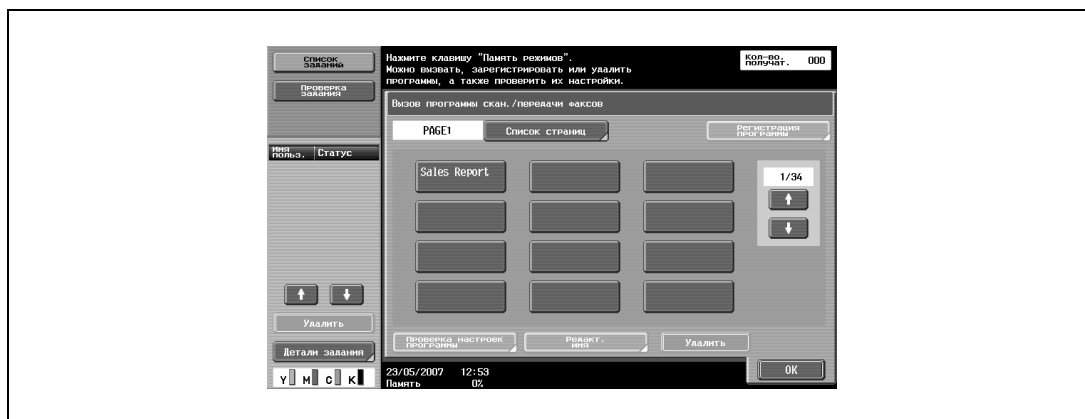 Список
заданий
Проверка
задания
Имя
польз.
Статус
Удалить
Детали задания
Y M C K
Нажмите клавишу "Память режимов".
Можно вызвать, зарегистрировать или удалить
программы, а также проверить их настройки.
Кол-во.
получат.
000
Вызов программы скан./передачи факсов
PAGE1
Список страниц
Регистрация
программы
Sales Report
1/34
Проверка настроек
программы
Редакт.
имя
Удалить
23/05/2007 12:53
Память 0%
OK